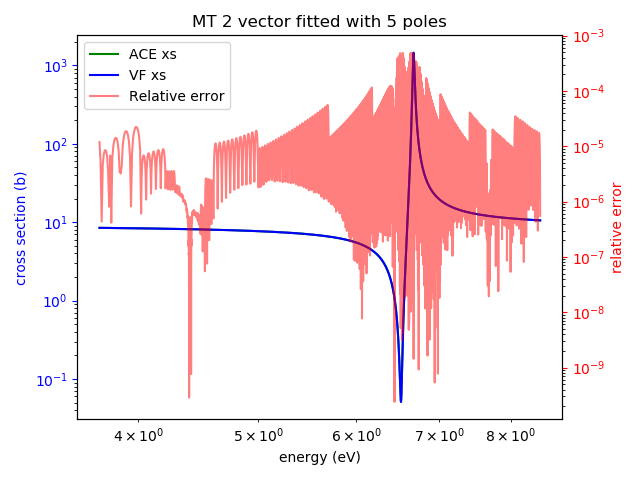 MT 2 vector fitted with 5 poles
ACE xs
VF xs
Relative error
10³
10²
10¹
10⁰
10⁻¹
cross section (b)
10⁻³
10⁻⁴
10⁻⁵
10⁻⁶
10⁻⁷
10⁻⁸
10⁻⁹
relative error
4 × 10⁰ 5 × 10⁰ 6 × 10⁰ 7 × 10⁰ 8 × 10⁰
energy (eV)